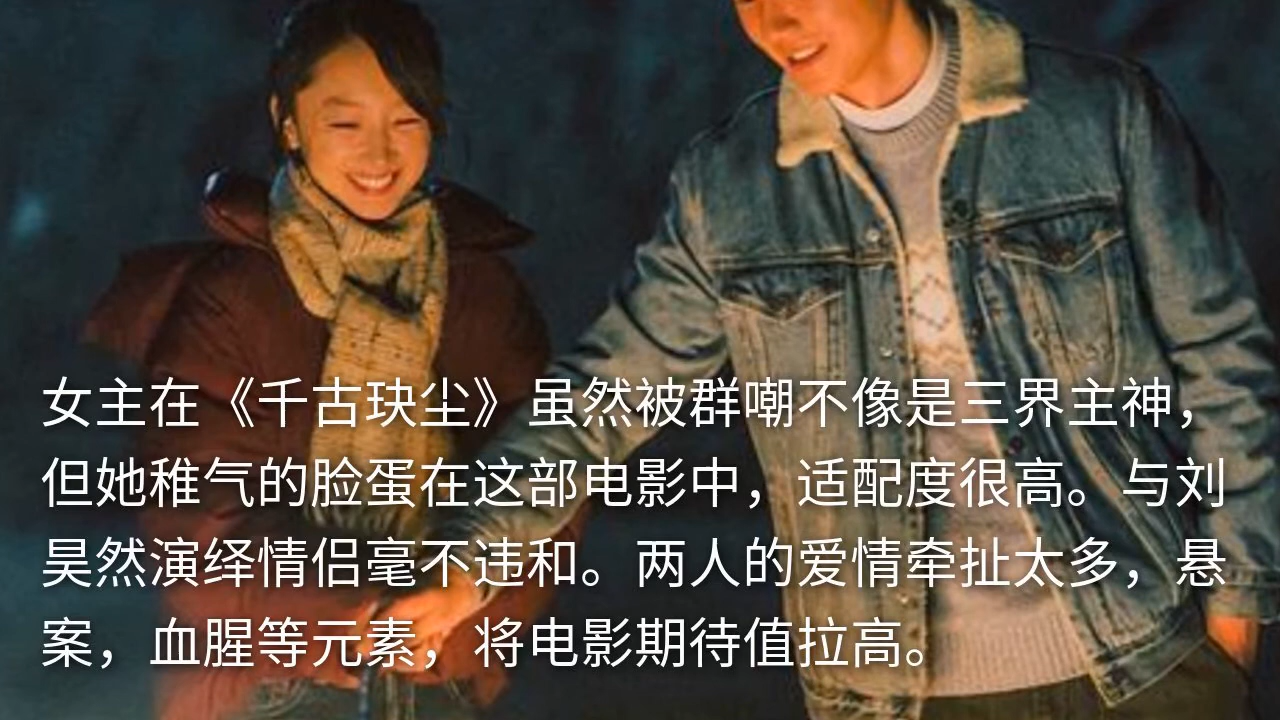 女主在《千古玦尘》虽然被群嘲不像是三界主神，
但她稚气的脸蛋在这部电影中，适配度很高。与刘
昊然演绎情侣毫不违和。两人的爱情牵扯太多，悬
案，血腥等元素，将电影期待值拉高。